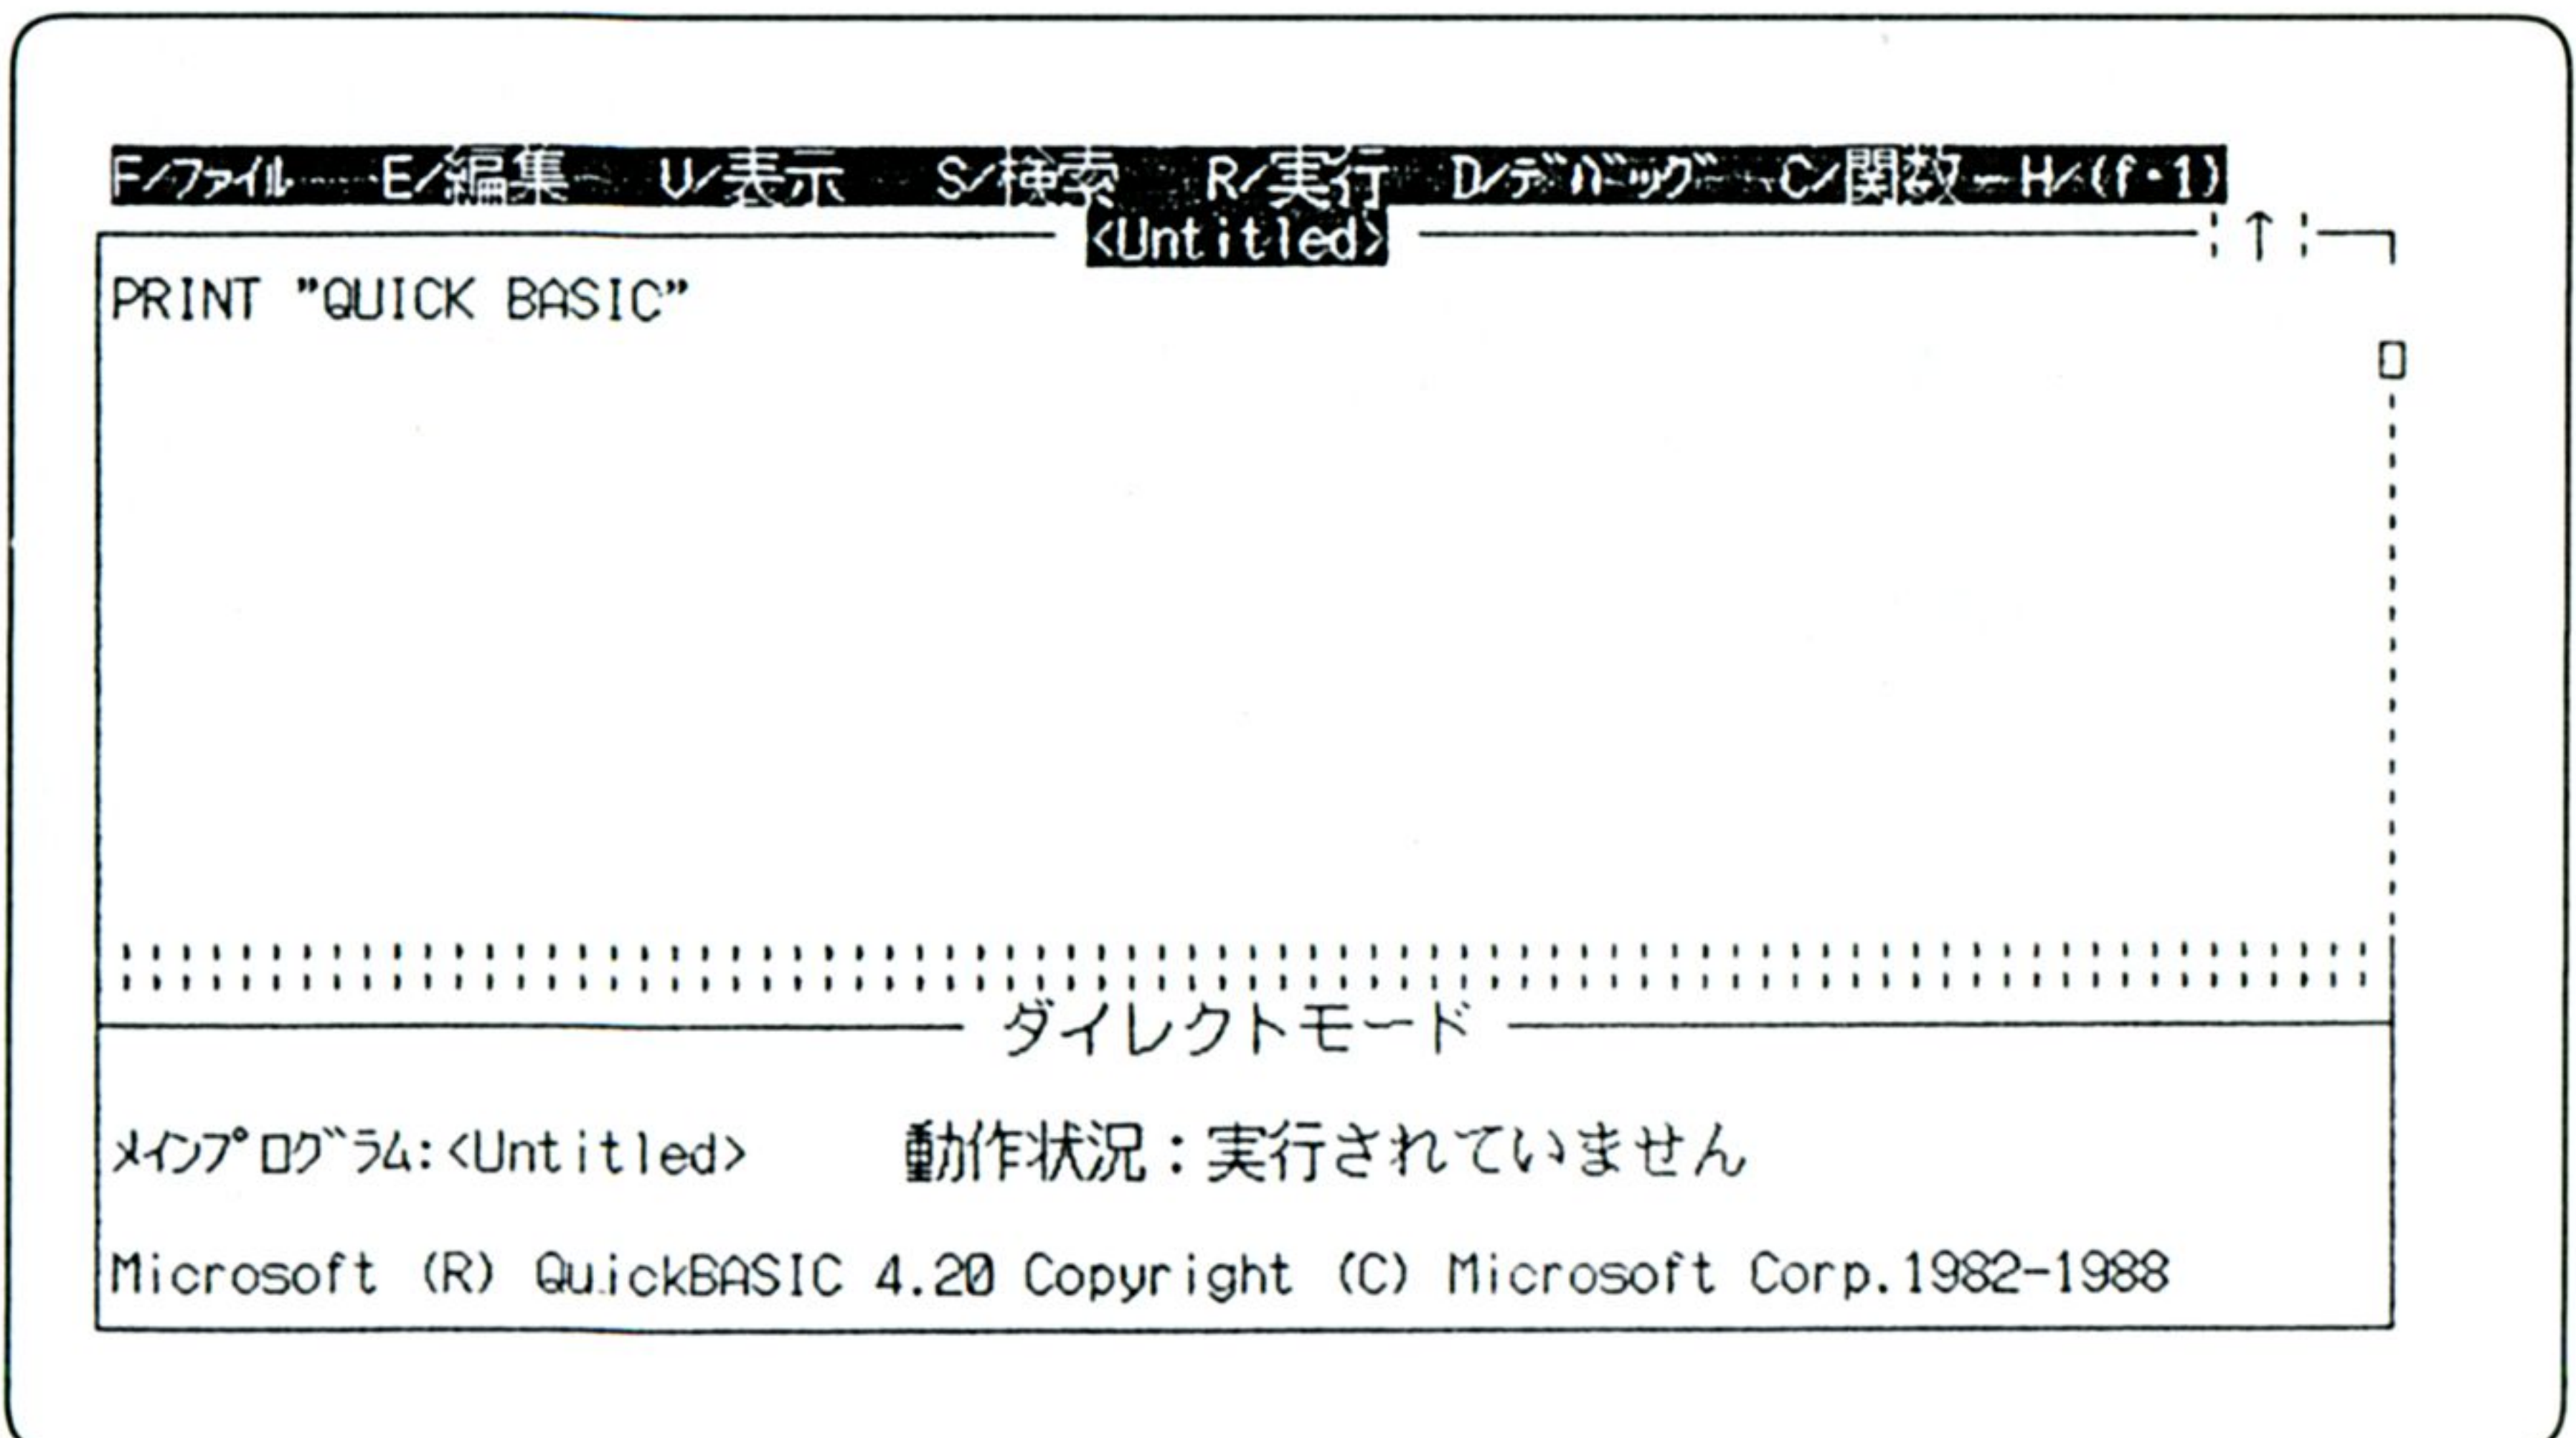 F/ファイル E/編集 V/表示 S/検索 R/実行 D/デバッグ C/関数 H/(f・1)
<Untitled> ↑
PRINT "QUICK BASIC"
ダイレクトモード
メインプログラム:<Untitled> 動作状況：実行されていません
Microsoft (R) QuickBASIC 4.20 Copyright (C) Microsoft Corp.1982-1988